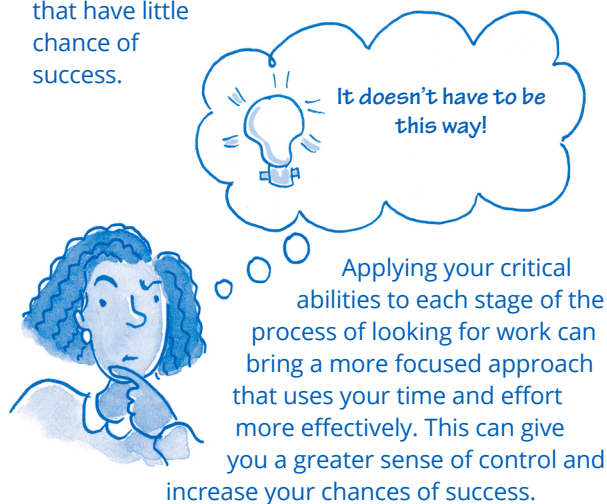 that have little
chance of
success.
It doesn't have to be
this way!
Applying your critical
abilities to each stage of the
process of looking for work can
bring a more focused approach
that uses your time and effort
more effectively. This can give
you a greater sense of control and
increase your chances of success.